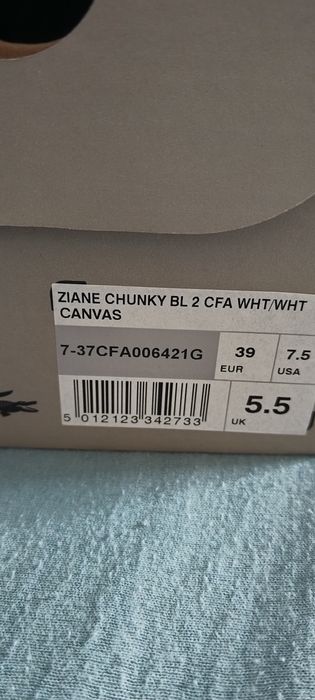 ZIANE CHUNKY BL 2 CFA WHT/WHT
CANVAS
7-37CFA006421G
39
EUR
7.5
USA
5 012123 342733
5.5
UK